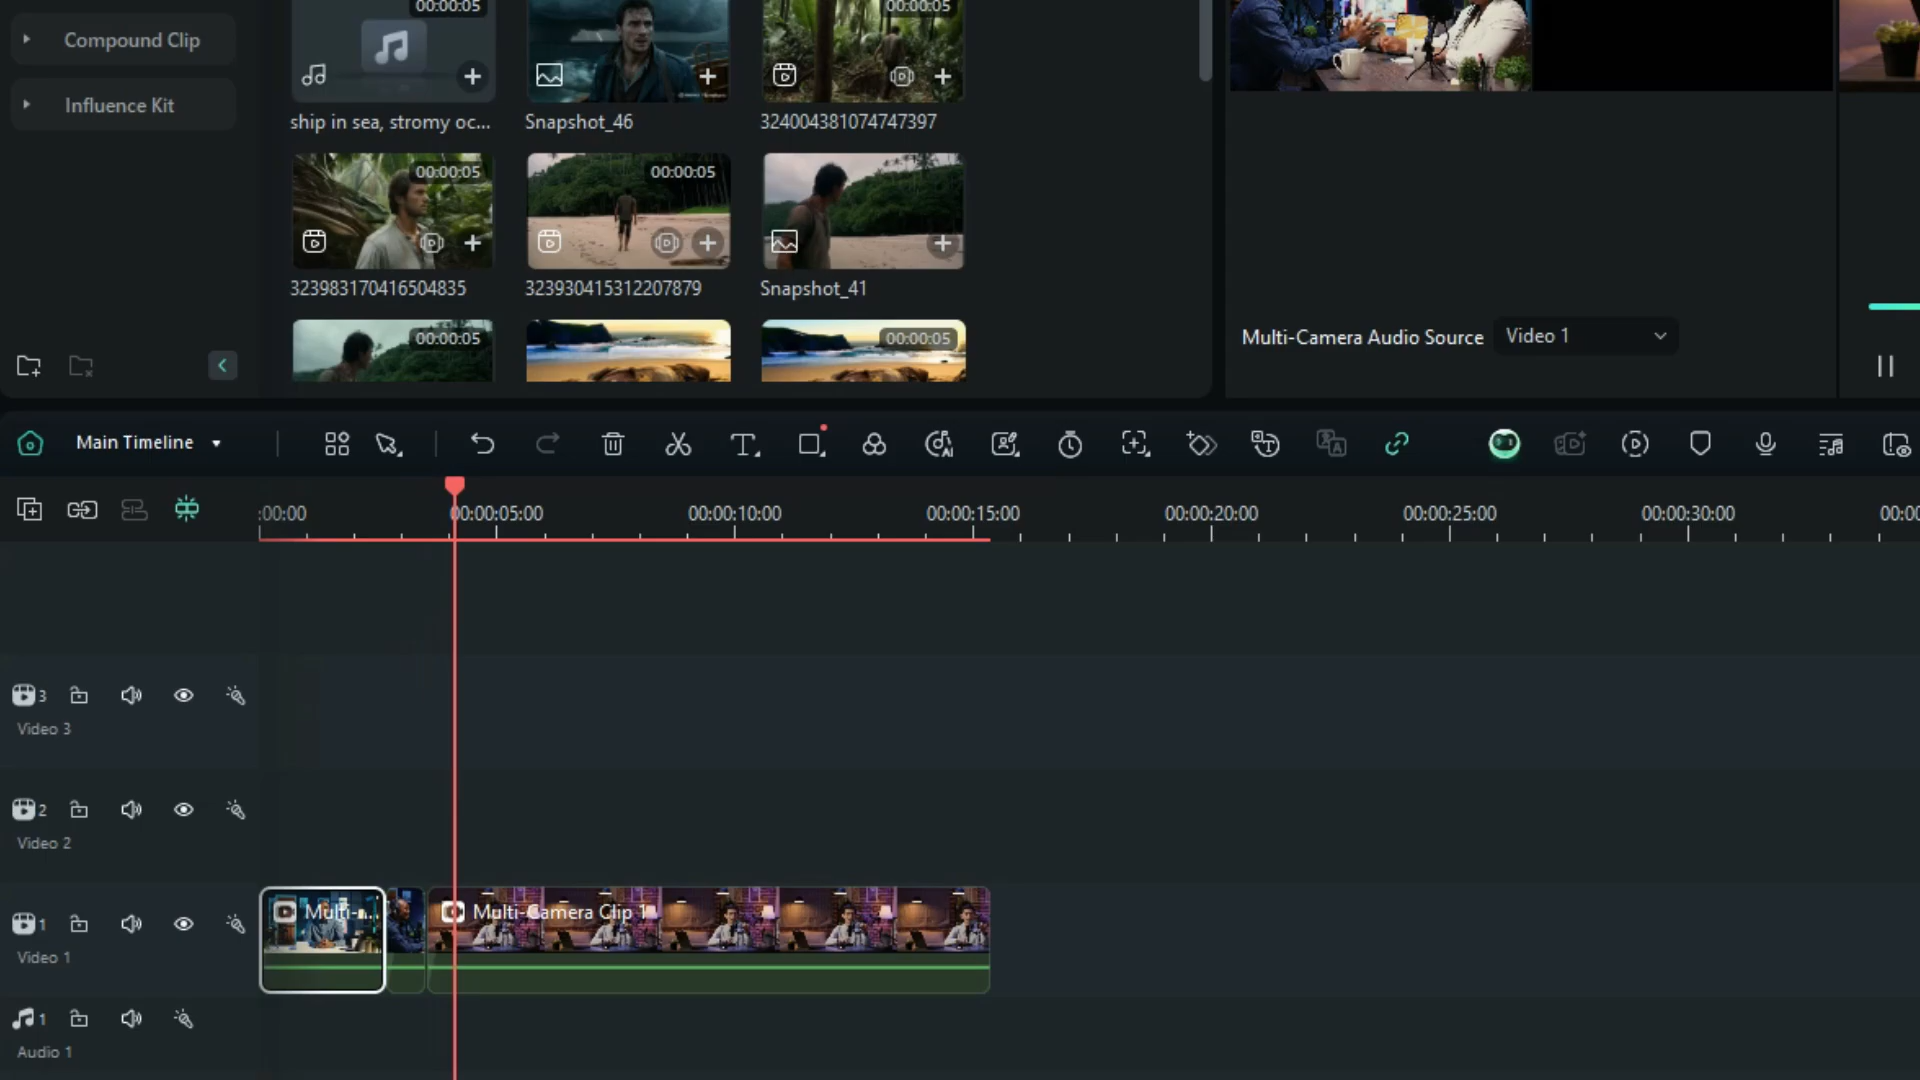 Compound Clip
Influence Kit
00:00:05
00:00:05
ship in sea, stromy oc...
Snapshot_46
324004381074747397
00:00:05
00:00:05
323983170416504835
323930415312207879
Snapshot_41
00:00:05
00:00:05
Multi-Camera Audio Source
Video 1
Main Timeline
:00:00
00:00:05:00
00:00:10:00
00:00:15:00
00:00:20:00
00:00:25:00
00:00:30:00
00:00
3
Video 3
2
Video 2
1
Video 1
Multi-...
Multi-Camera Clip 1
1
Audio 1